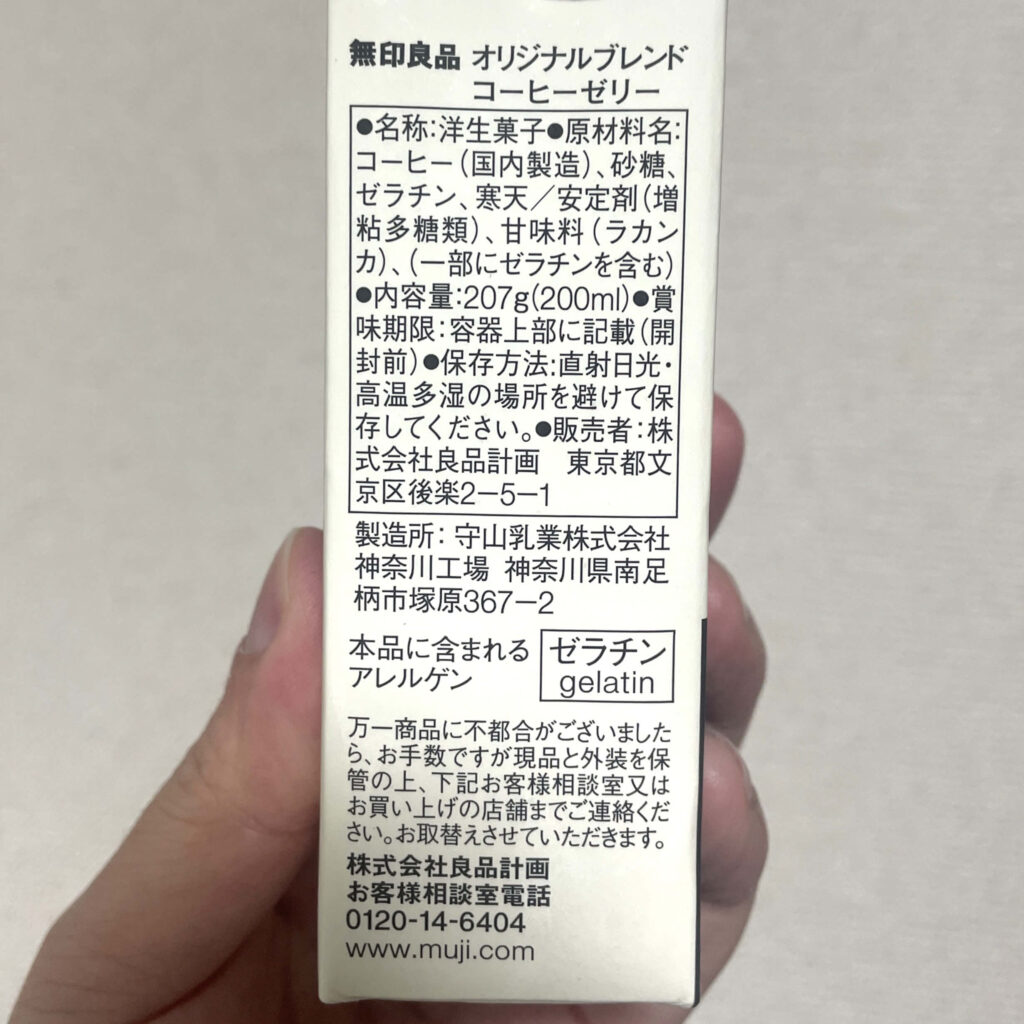 無印良品 オリジナルブレンド
コーヒーゼリー
●名称:洋生菓子●原材料名:
コーヒー(国内製造)、砂糖、
ゼラチン、寒天/安定剤(増
粘多糖類)、甘味料(ラカン
カ)、(一部にゼラチンを含む)
●内容量:207g(200ml)●賞
味期限:容器上部に記載(開
封前)●保存方法:直射日光・
高温多湿の場所を避けて保
存してください。●販売者:株
式会社良品計画 東京都文
京区後楽2-5-1
製造所: 守山乳業株式会社
神奈川工場 神奈川県南足
柄市塚原367-2
本品に含まれる
アレルゲン
ゼラチン
gelatin
万一商品に不都合がございました
ら、お手数ですが現品と外装を保
管の上、下記お客様相談室又は
お買い上げの店舗までご連絡くだ
さい。お取替えさせていただきます。
株式会社良品計画
お客様相談室電話
0120-14-6404
www.muji.com